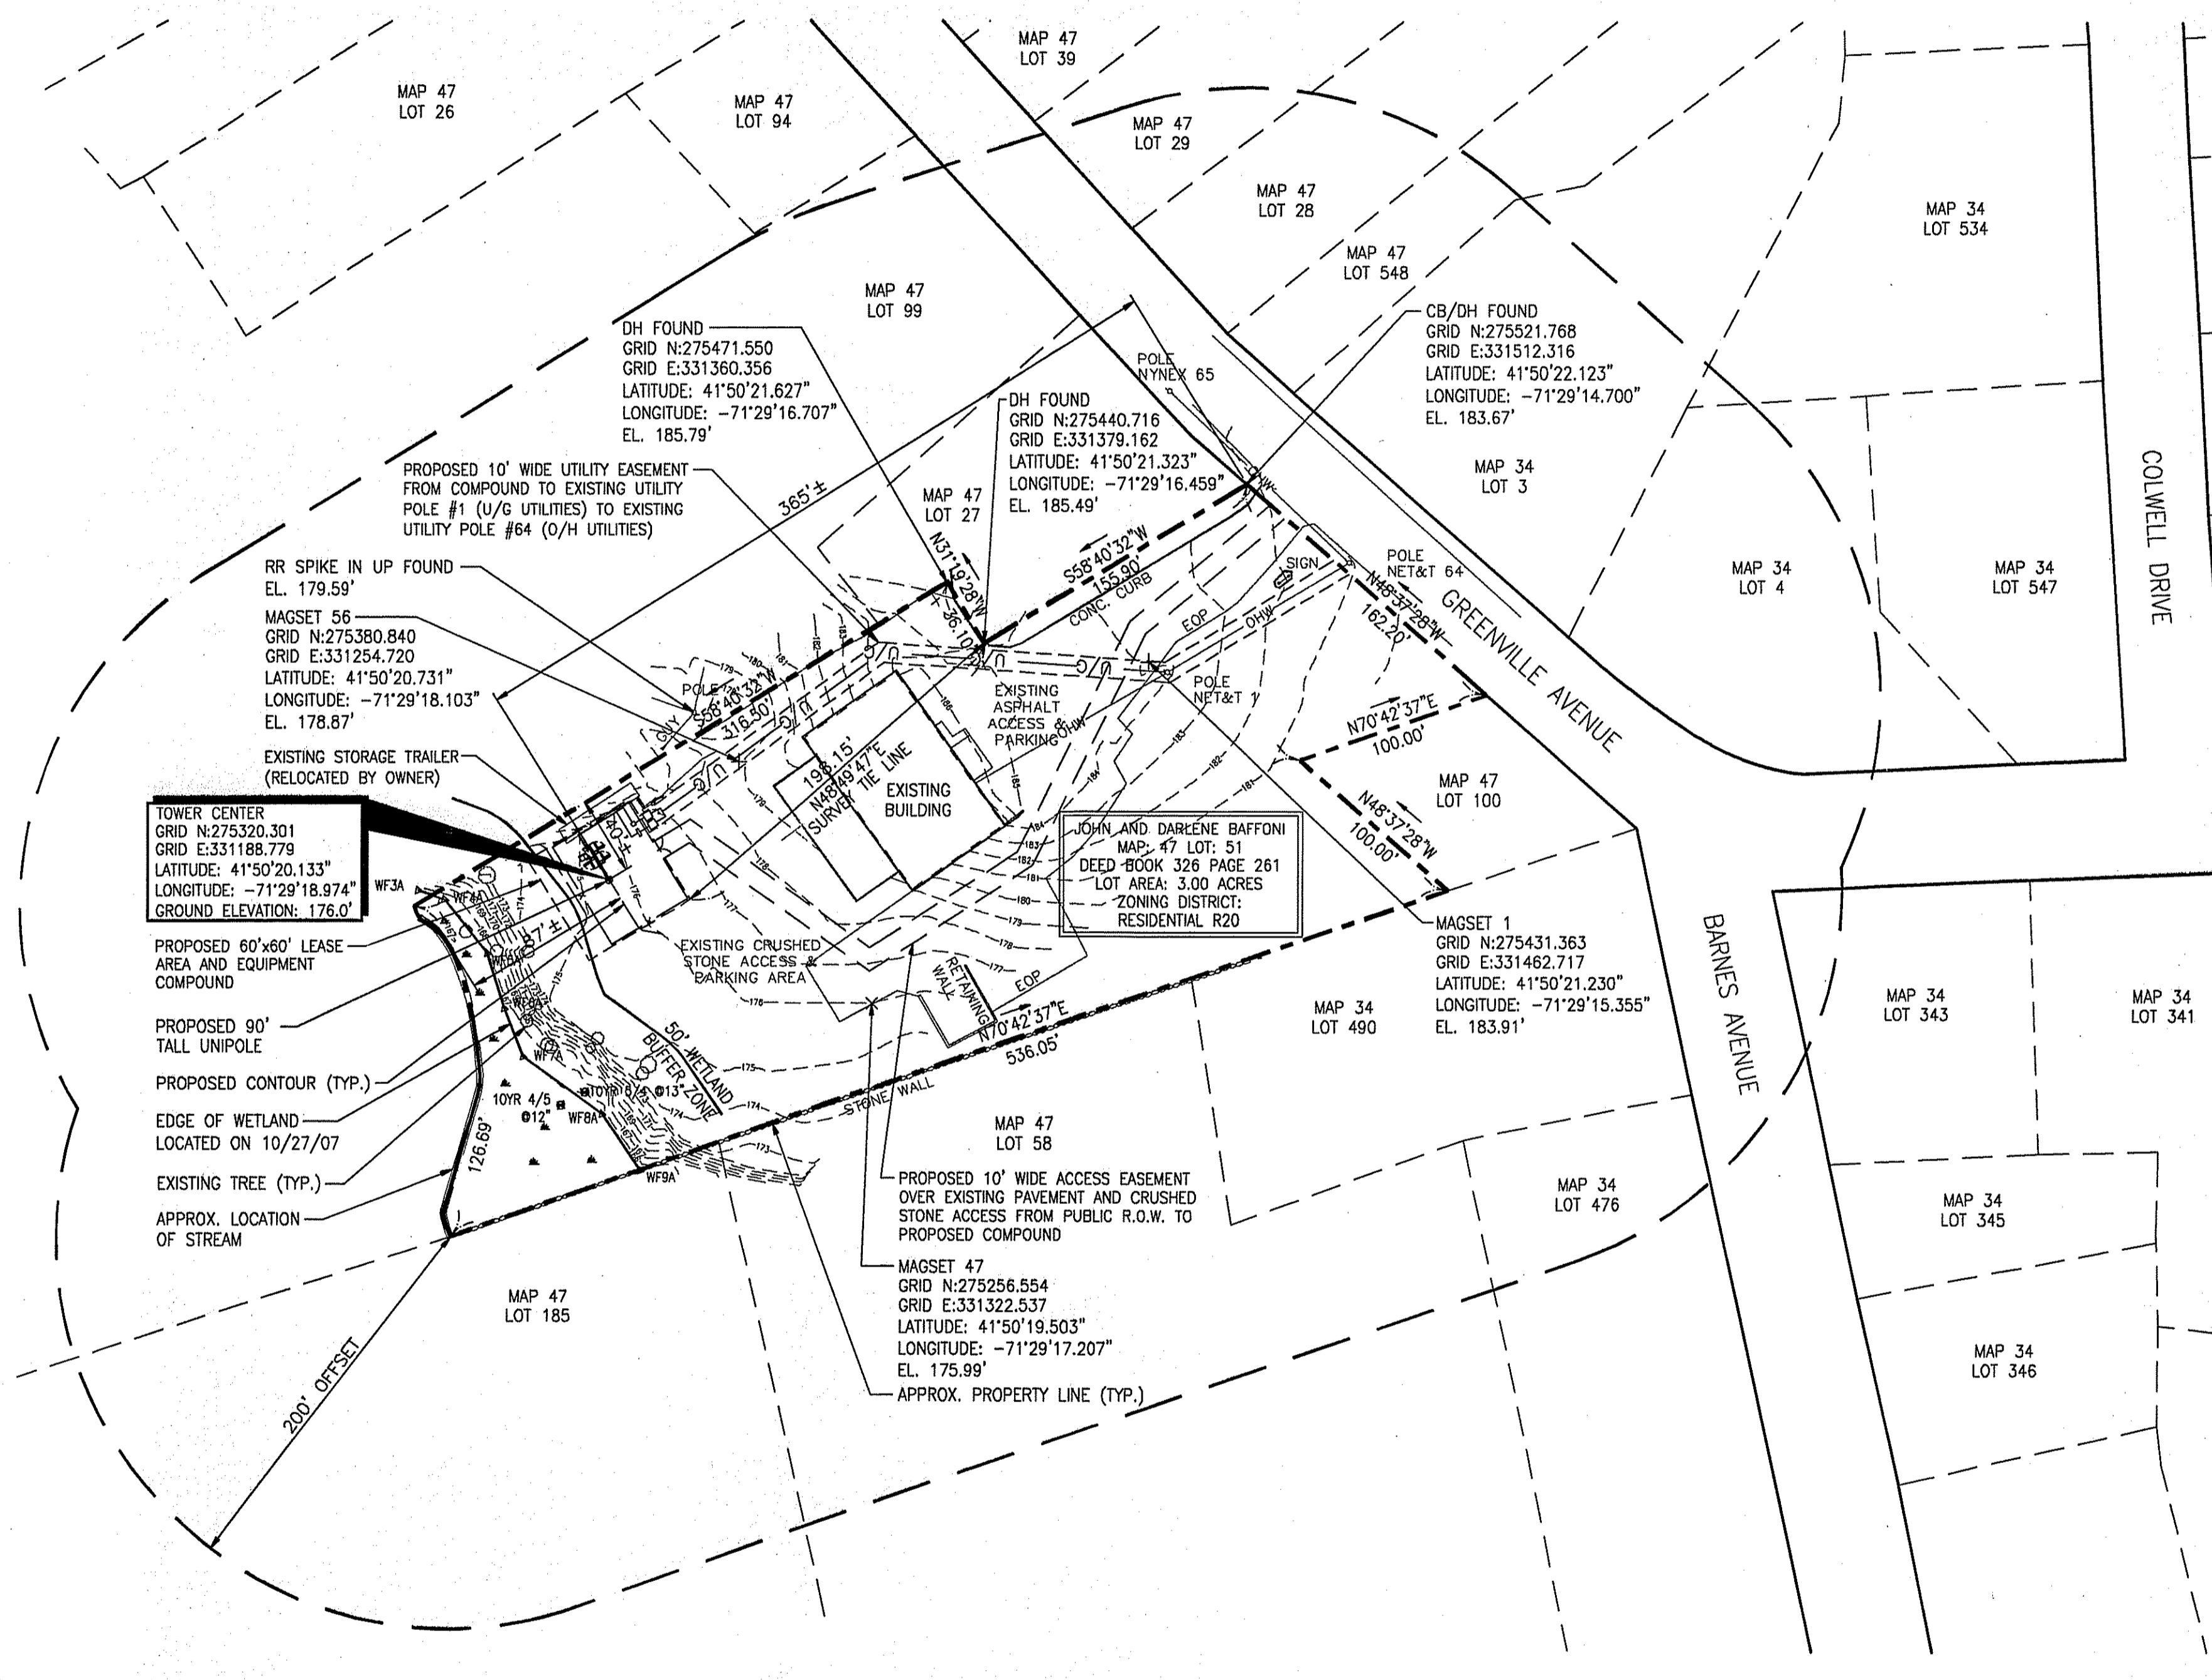 MAP 47
LOT 39
MAP 47
LOT 26
MAP 47
LOT 94
MAP 47
LOT 29
MAP 47
LOT 28
MAP 34
LOT 534
MAP 47
LOT 548
MAP 47
LOT 99
DH FOUND
GRID N:275471.550
GRID E:331360.356
LATITUDE: 41°50'21.627"
LONGITUDE: -71°29'16.707"
EL. 185.79'
CB/DH FOUND
GRID N:275521.768
GRID E:331512.316
LATITUDE: 41°50'22.123"
LONGITUDE: -71°29'14.700"
EL. 183.67'
POLE
NYNEX 65
DH FOUND
GRID N:275440.716
GRID E:331379.162
LATITUDE: 41°50'21.323"
LONGITUDE: -71°29'16.459"
EL. 185.49'
PROPOSED 10' WIDE UTILITY EASEMENT
FROM COMPOUND TO EXISTING UTILITY
POLE #1 (U/G UTILITIES) TO EXISTING
UTILITY POLE #64 (O/H UTILITIES)
365'±
MAP 47
LOT 27
MAP 34
LOT 3
OHW
COLWELL DRIVE
RR SPIKE IN UP FOUND
EL. 179.59'
N31°19'28"W
36.10'
S58°40'32"W
155.90'
CONC. CURB
SIGN
POLE
NET&T 64
N48°37'28"W
162.20'
GREENVILLE AVENUE
MAP 34
LOT 4
MAP 34
LOT 547
MAGSET 56
GRID N:275380.840
GRID E:331254.720
LATITUDE: 41°50'20.731"
LONGITUDE: -71°29'18.103"
EL. 178.87'
EOP
OHW
U/G
POLE
GUY
S58°40'32"W
316.50'
U/G
EXISTING
ASPHALT
ACCESS &
PARKING
OHW
POLE
NET&T 1
N70°42'37"E
100.00'
EXISTING STORAGE TRAILER
(RELOCATED BY OWNER)
198.15'
N48°49'47"E
SURVEY TIE LINE
EXISTING
BUILDING
MAP 47
LOT 100
N48°37'28"W
100.00'
TOWER CENTER
GRID N:275320.301
GRID E:331188.779
LATITUDE: 41°50'20.133"
LONGITUDE: -71°29'18.974"
GROUND ELEVATION: 176.0'
40'±
JOHN AND DARLENE BAFFONI
MAP: 47 LOT: 51
DEED BOOK 326 PAGE 261
LOT AREA: 3.00 ACRES
ZONING DISTRICT:
RESIDENTIAL R20
WF3A
WF4A
PROPOSED 60'x60' LEASE
AREA AND EQUIPMENT
COMPOUND
EXISTING CRUSHED
STONE ACCESS &
PARKING AREA
RETAINING
WALL
EOP
MAGSET 1
GRID N:275431.363
GRID E:331462.717
LATITUDE: 41°50'21.230"
LONGITUDE: -71°29'15.355"
EL. 183.91'
BARNES AVENUE
PROPOSED 90'
TALL UNIPOLE
MAP 34
LOT 490
MAP 34
LOT 343
MAP 34
LOT 341
N70°42'37"E
536.05'
STONE WALL
50' WETLAND
BUFFER ZONE
WF7A
PROPOSED CONTOUR (TYP.)
10YR 4/5
@12"
WF8A
EDGE OF WETLAND
LOCATED ON 10/27/07
126.69'
WF9A
MAP 47
LOT 58
EXISTING TREE (TYP.)
PROPOSED 10' WIDE ACCESS EASEMENT
OVER EXISTING PAVEMENT AND CRUSHED
STONE ACCESS FROM PUBLIC R.O.W. TO
PROPOSED COMPOUND
MAP 34
LOT 476
MAP 34
LOT 345
APPROX. LOCATION
OF STREAM
MAGSET 47
GRID N:275256.554
GRID E:331322.537
LATITUDE: 41°50'19.503"
LONGITUDE: -71°29'17.207"
EL. 175.99'
MAP 47
LOT 185
MAP 34
LOT 346
APPROX. PROPERTY LINE (TYP.)
200' OFFSET